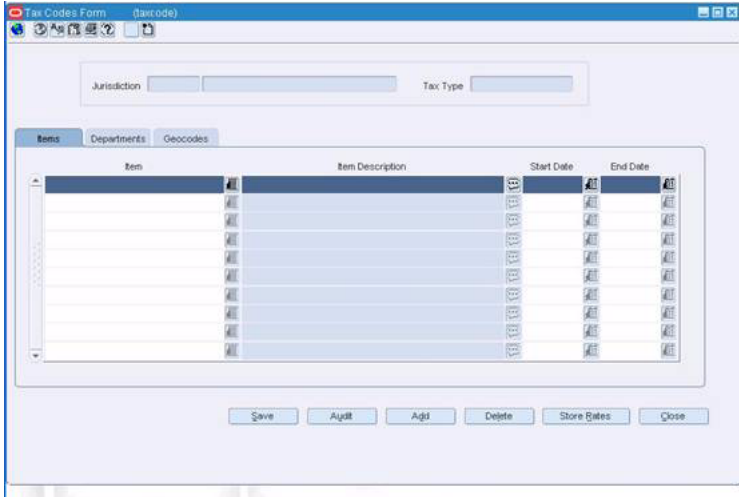 Tax Codes Form (taxcode)
Jurisdiction Tax Type
Items Departments Geocodes
Item Item Description Start Date End Date
Save Audit Add Delete Store Rates Close